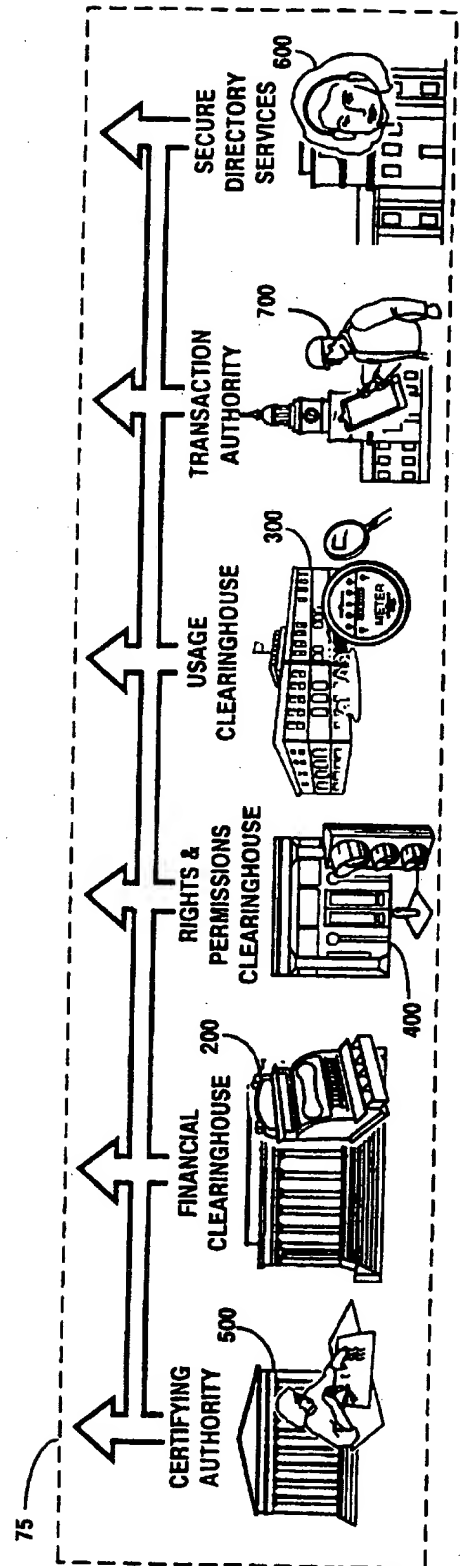 75
CERTIFYING
AUTHORITY
500
FINANCIAL
CLEARINGHOUSE
200
RIGHTS &
PERMISSIONS
CLEARINGHOUSE
400
USAGE
CLEARINGHOUSE
300
METER
TRANSACTION
AUTHORITY
700
SECURE
DIRECTORY
SERVICES
600